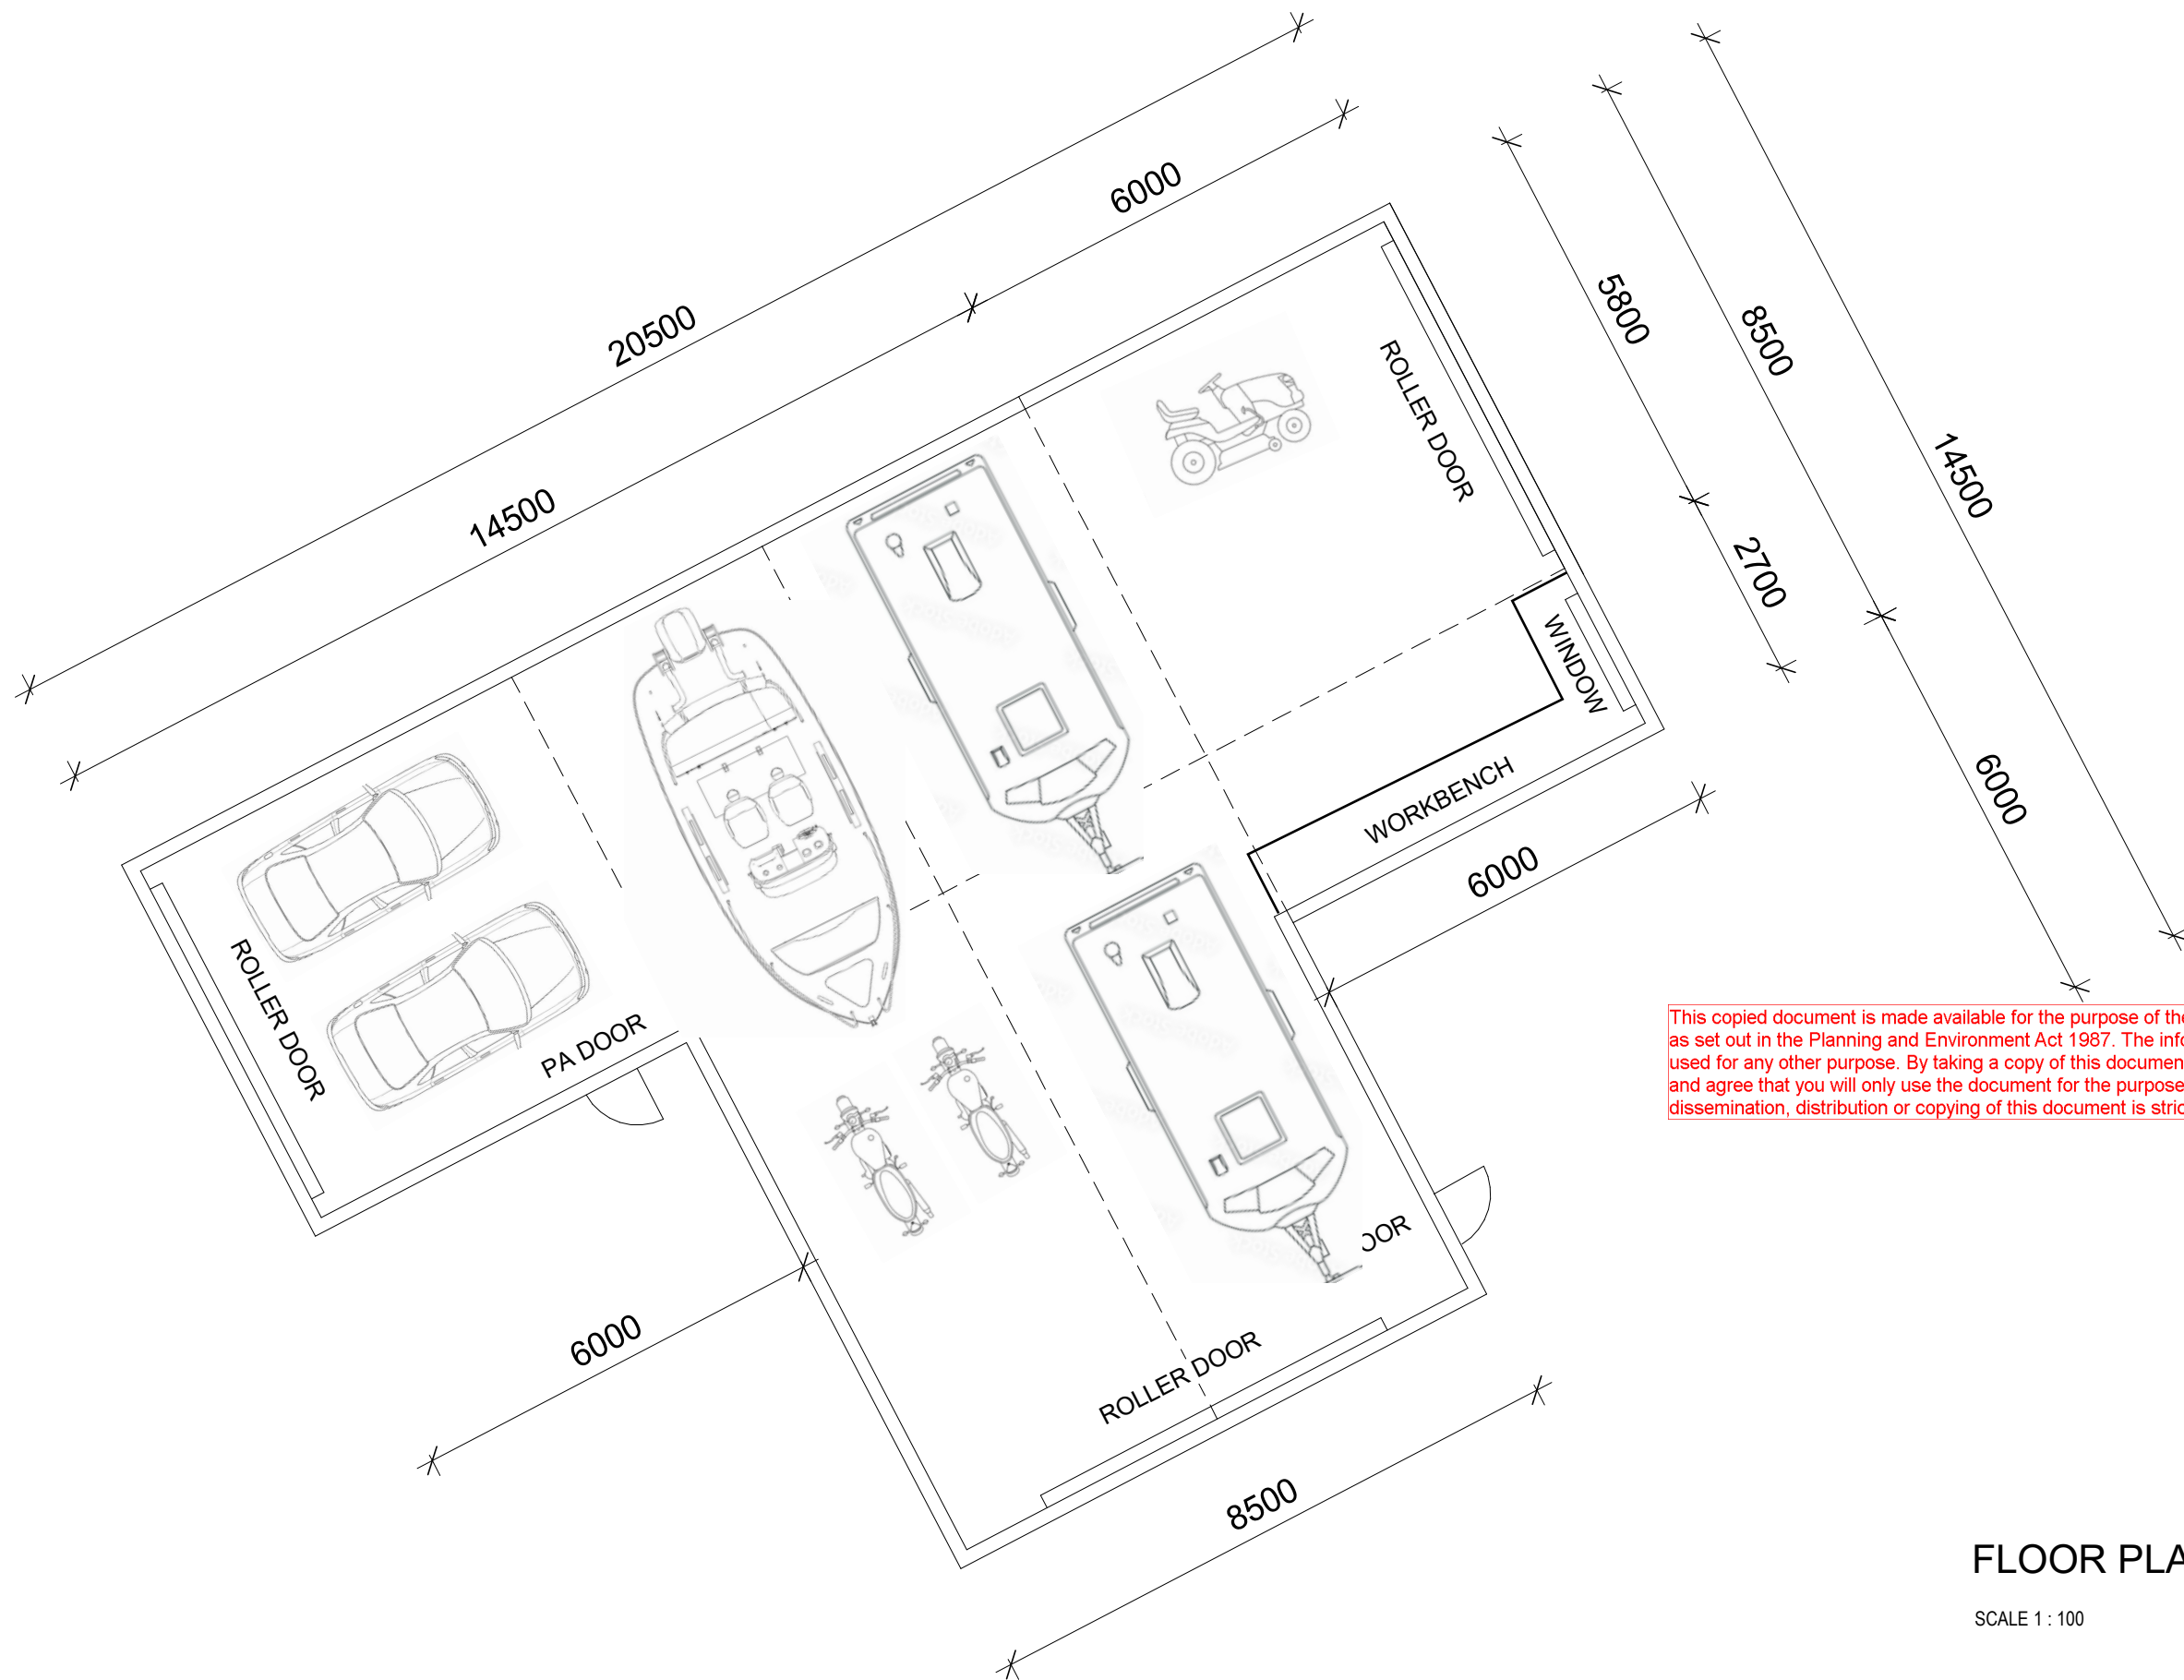 20500
14500
6000
5800
8500
14500
2700
6000
ROLLER DOOR
WINDOW
WORKBENCH
6000
ROLLER DOOR
PA DOOR
OOR
ROLLER DOOR
6000
8500
This copied document is made available for the purpose of the
as set out in the Planning and Environment Act 1987. The info
used for any other purpose. By taking a copy of this documen
and agree that you will only use the document for the purpose
dissemination, distribution or copying of this document is stric
FLOOR PLA
SCALE 1 : 100